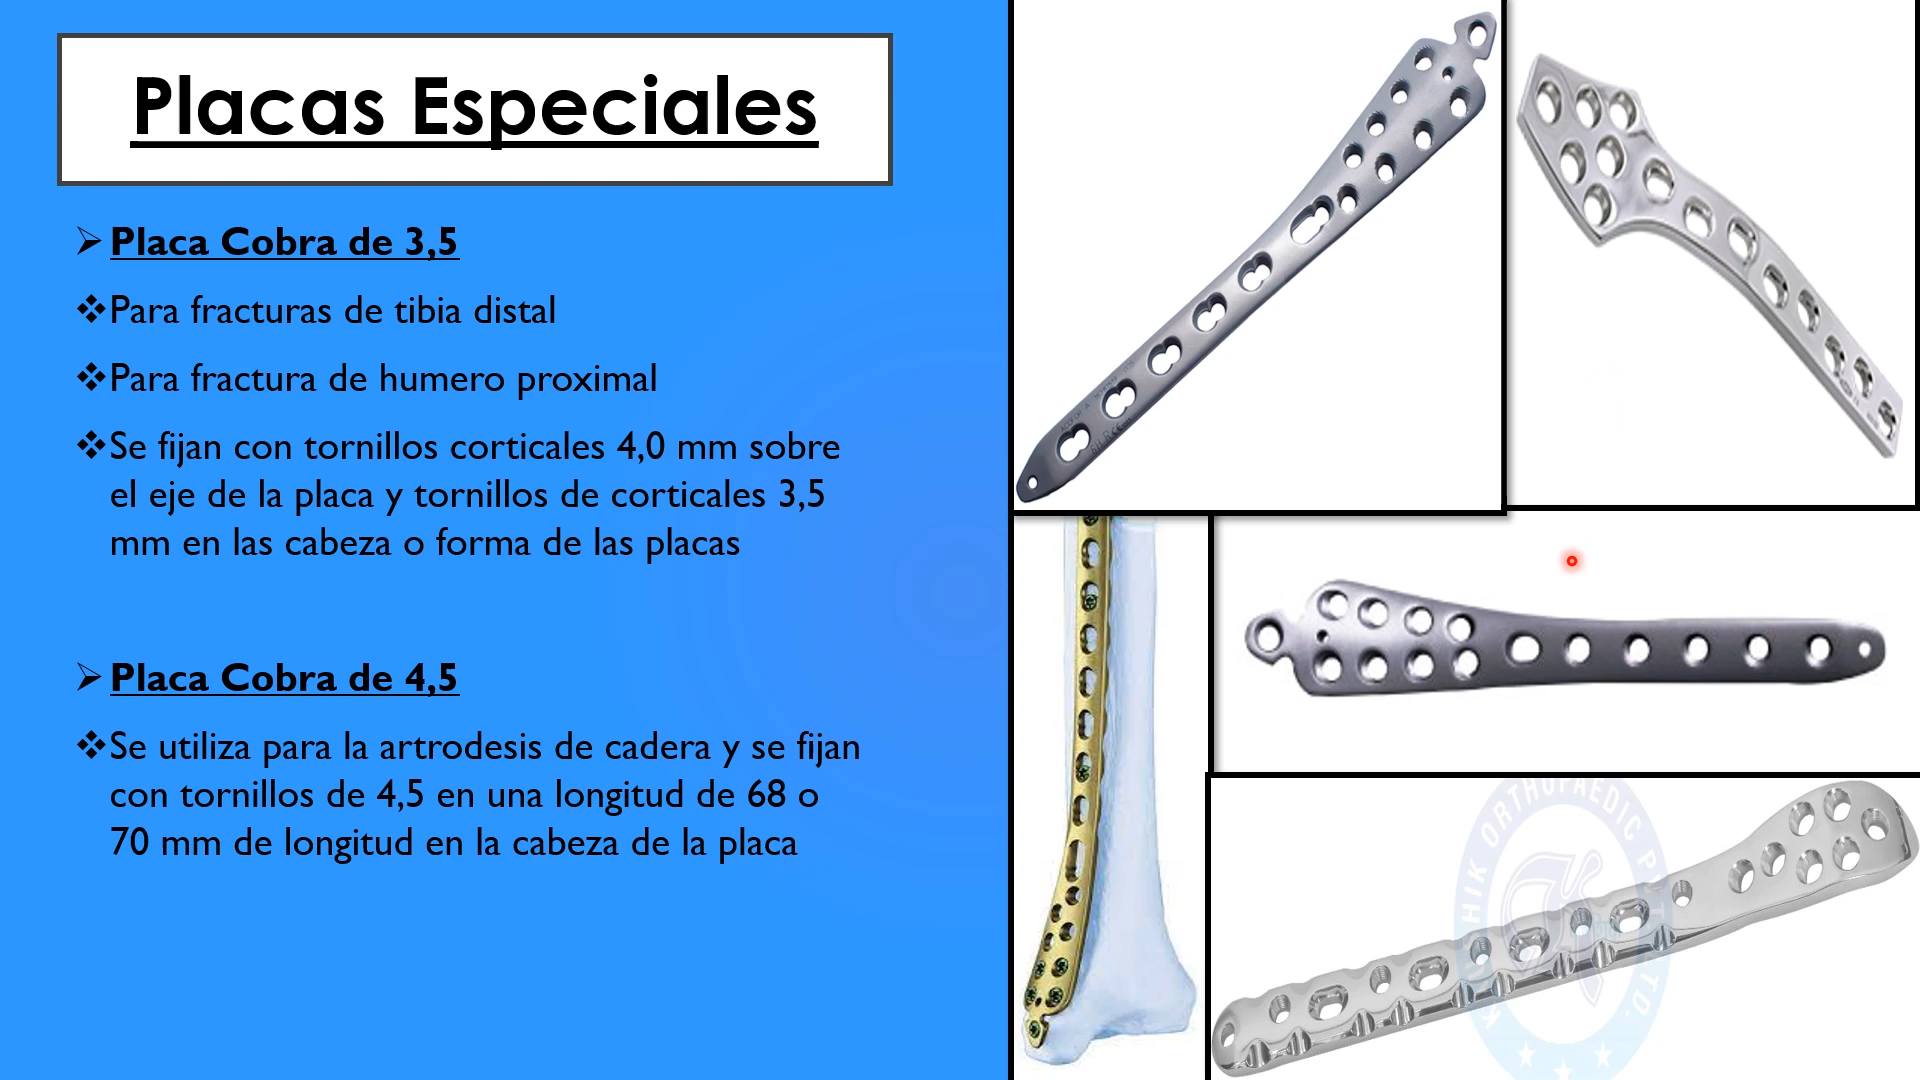 Placas Especiales
Placa Cobra de 3,5
Para fracturas de tibia distal
Para fractura de humero proximal
Se fijan con tornillos corticales 4,0 mm sobre
el eje de la placa y tornillos de corticales 3,5
mm en las cabeza o forma de las placas
Placa Cobra de 4,5
Se utiliza para la artrodesis de cadera y se fijan
con tornillos de 4,5 en una longitud de 68 o
70 mm de longitud en la cabeza de la placa
ORTHOPAEDIC